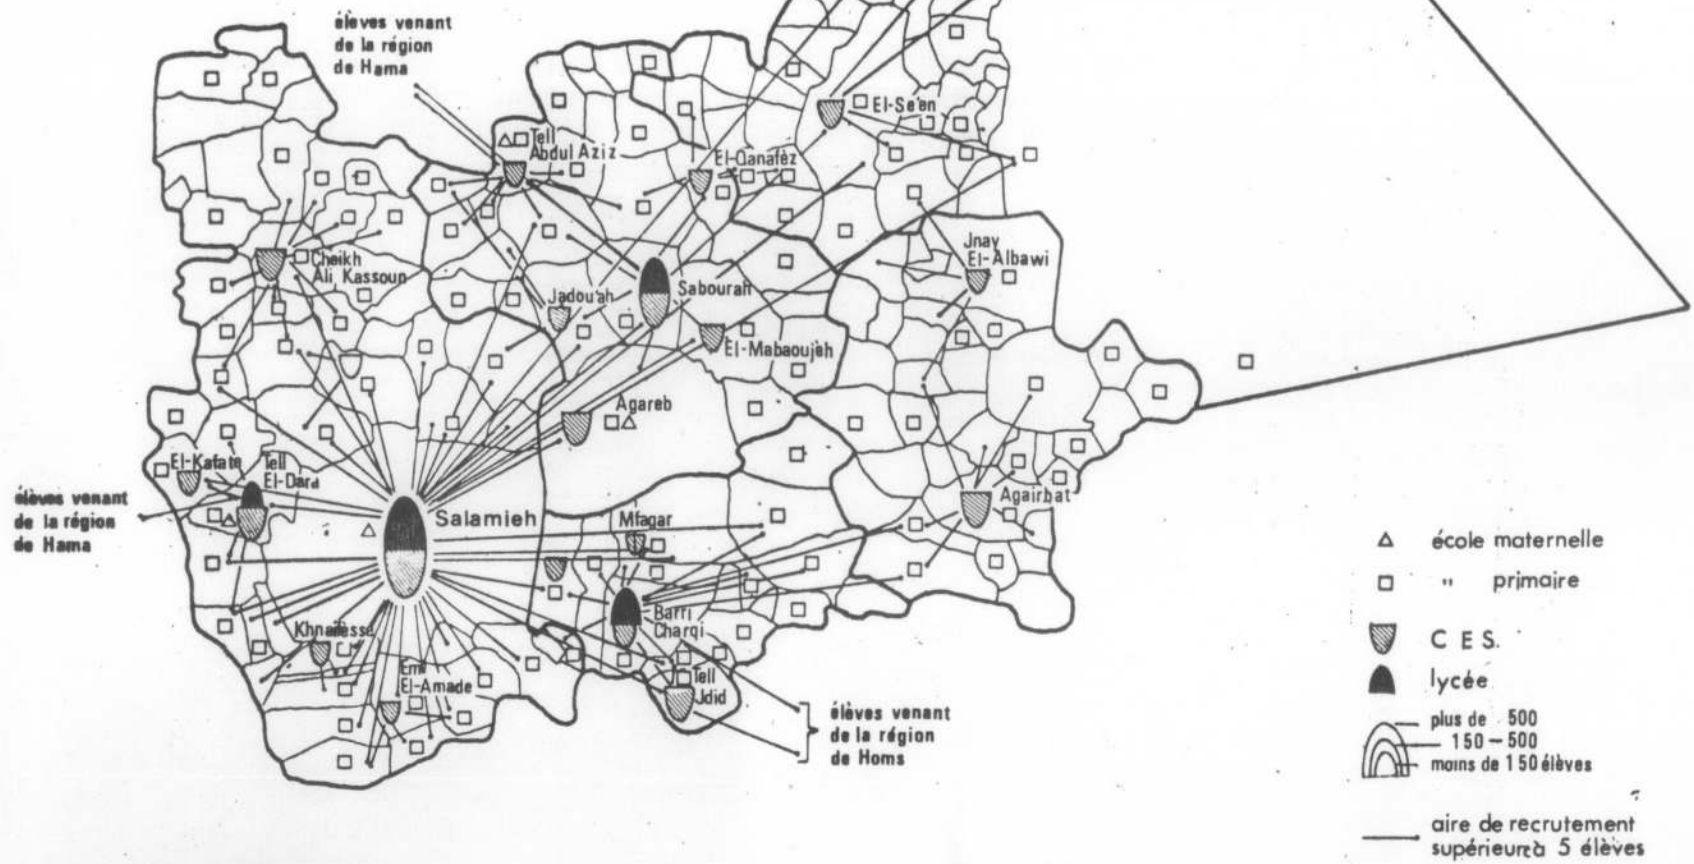 élèves venant
de la région
de Hama
El-Se'en
Tell
Abdul Aziz
El-Qanafèz
Jnay
El-Albawi
Cheikh
Ali Kassoun
Jadou'ah
Sabourah
El-Mabaoujeh
Agareb
El-Kafate
Tell
El-Dara
élèves venant
de la région
de Hama
Salamieh
Mfagar
Agairbat
Barri
Charqi
Em
El-Amade
Tell
Jdid
élèves venant
de la région
de Homs
école maternelle
" primaire
C E S.
lycée
plus de 500
150-500
moins de 150 élèves
aire de recrutement
à 5 élèves